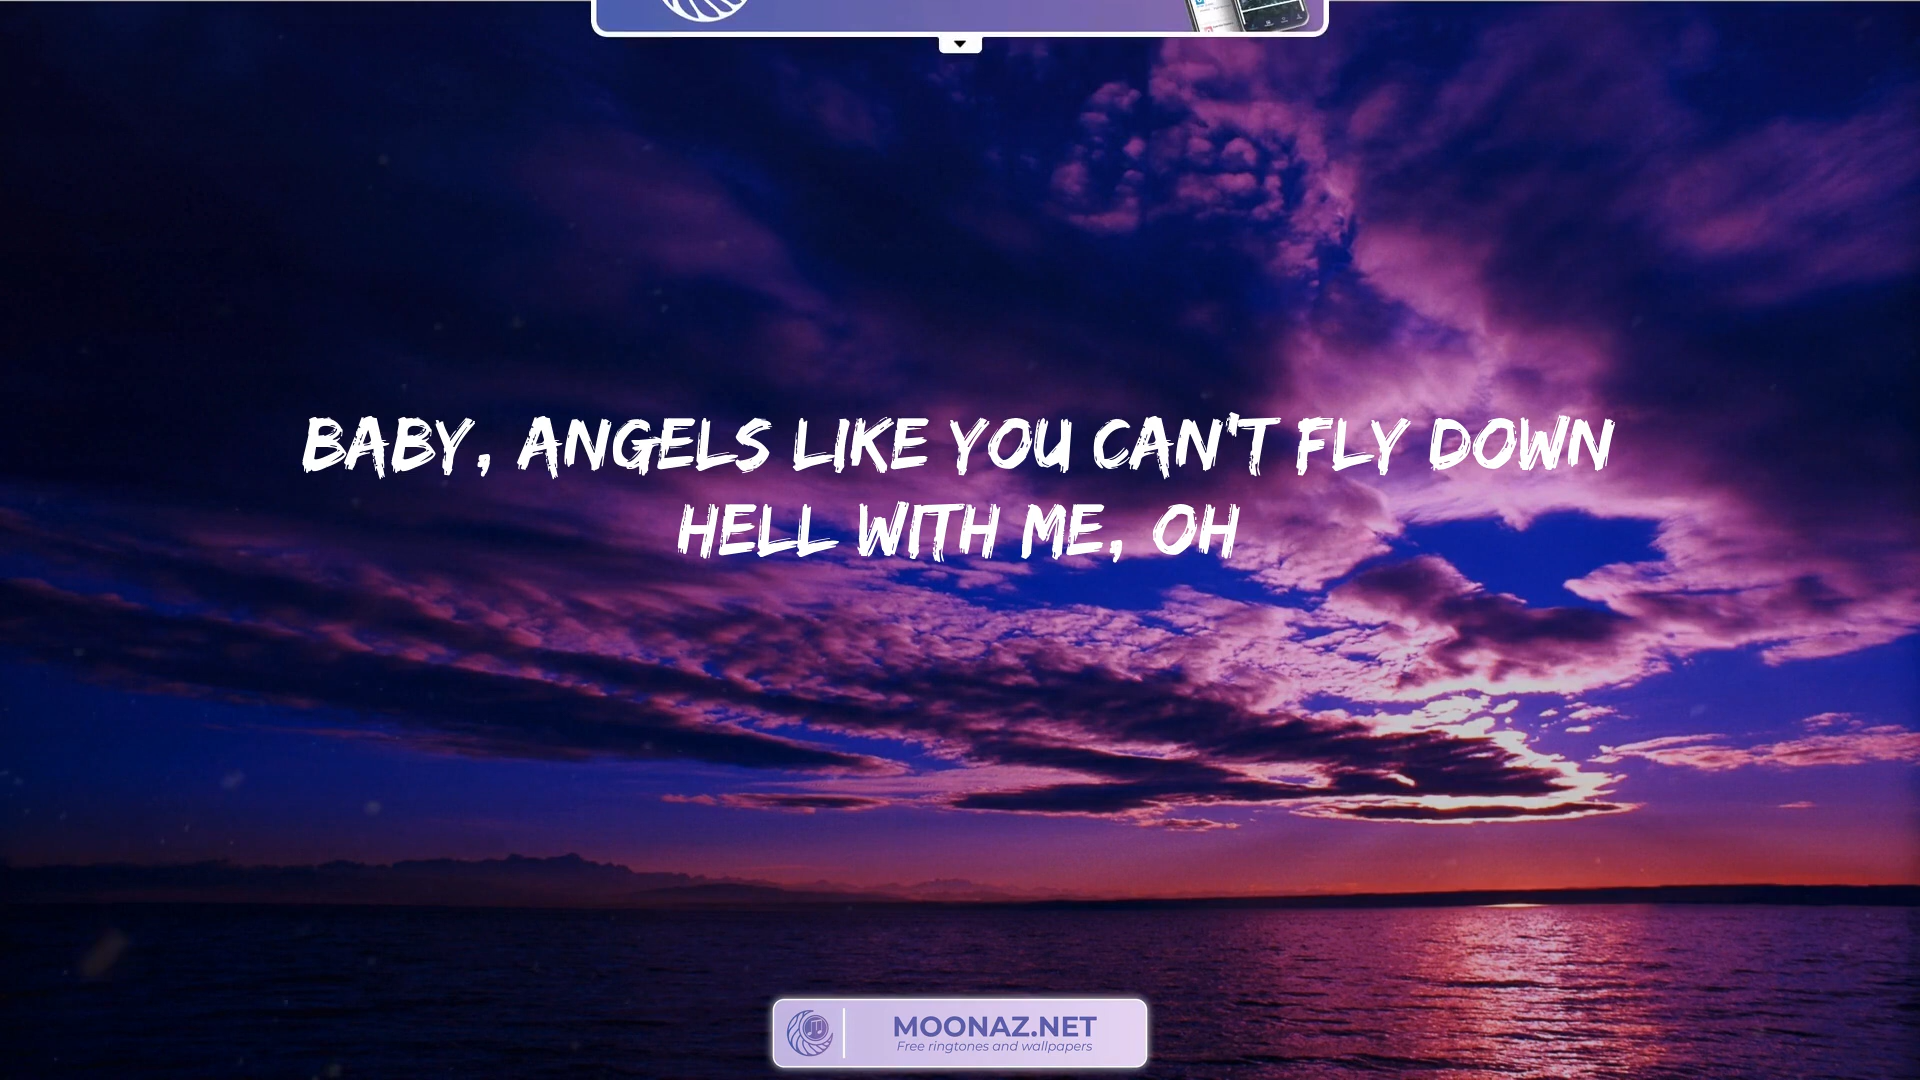 BABY, ANGELS LIKE YOU CAN'T FLY DOWN
HELL WITH ME, OH
MOONAZ.NET
Free ringtones and wallpapers